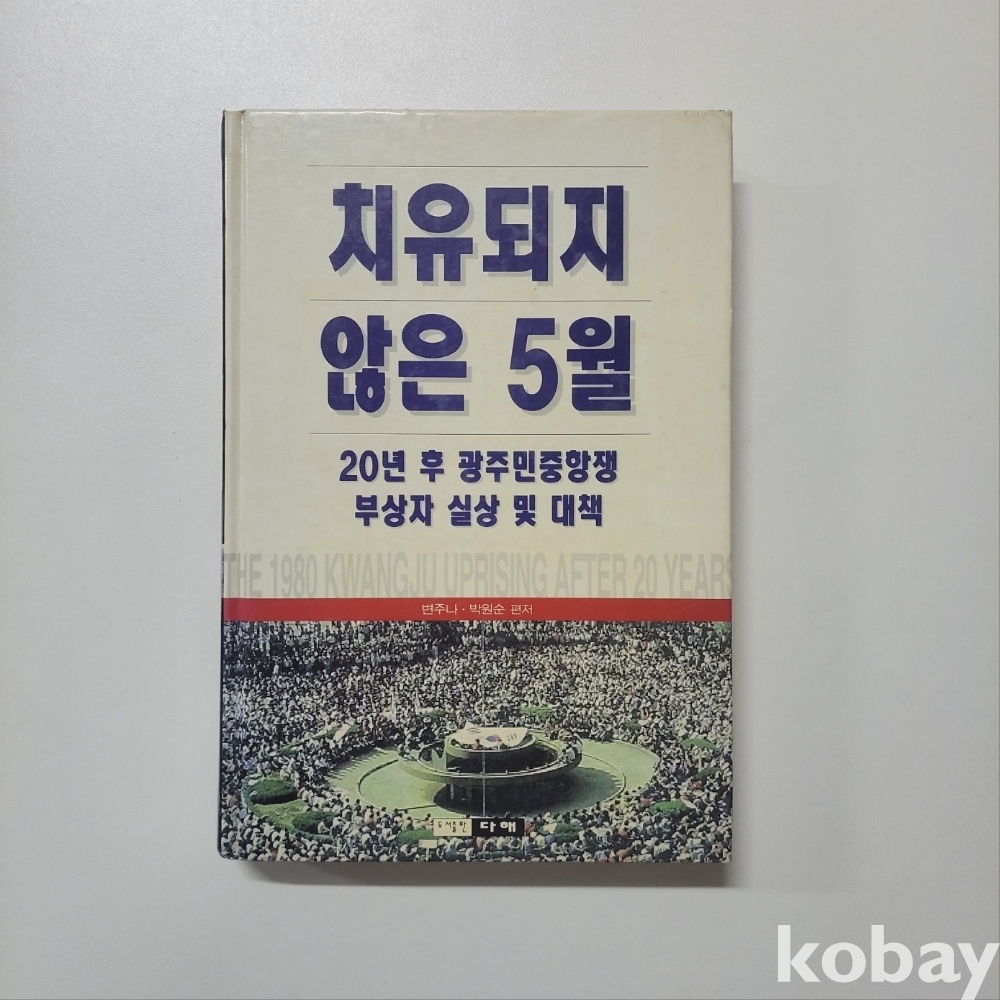 치유되지
않은 5월
20년 후 광주민중항쟁
부상자 실상 및 대책
THE 1980 KWANGJU UPRISING AFTER 20 YEARS
변주나 · 박원순 편저
도서출판 다해
kobay